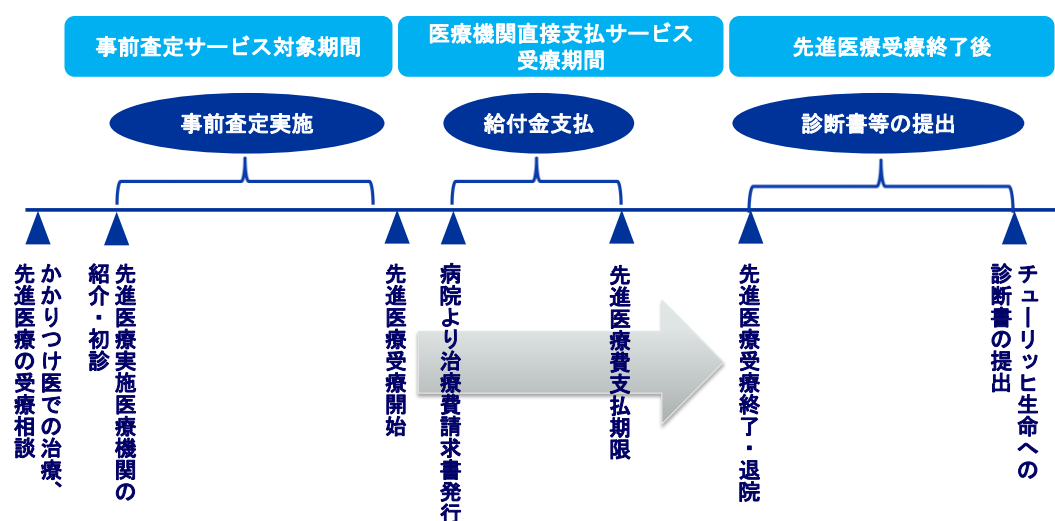 事前査定サービス対象期間
医療機関直接支払サービス
受療期間
先進医療受療終了後
事前査定実施
給付金支払
診断書等の提出
かかりつけ医での治療、
先進医療の受療相談
先進医療実施医療機関の
紹介・初診
先進医療受療開始
病院より治療費請求書発行
先進医療費支払期限
先進医療受療終了・退院
チューリッヒ生命への
診断書の提出